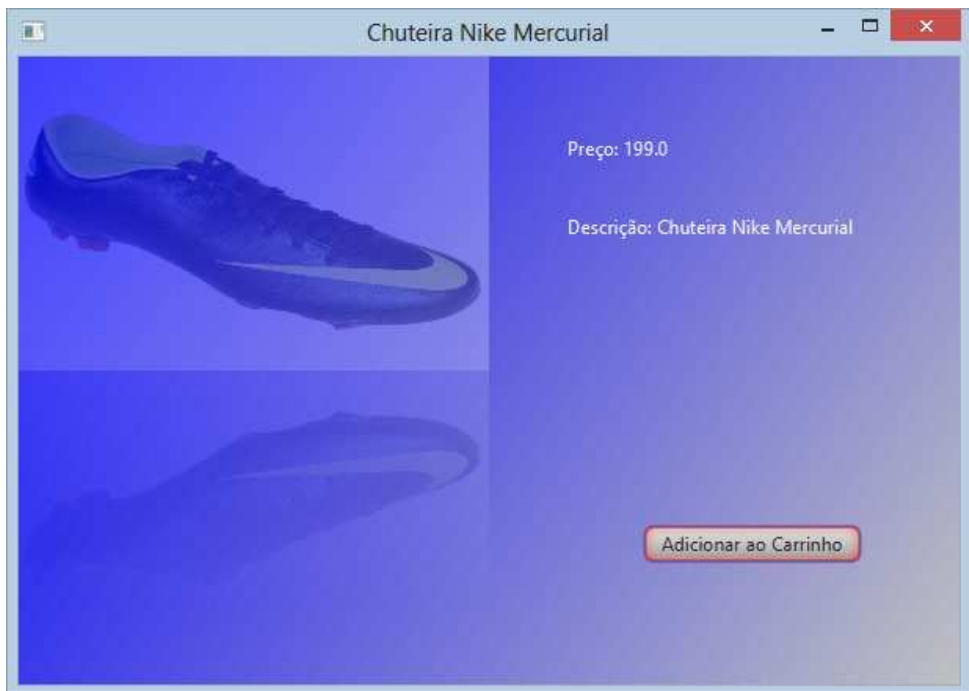 Chuteira Nike Mercurial
Preço: 199.0
Descrição: Chuteira Nike Mercurial
Adicionar ao Carrinho